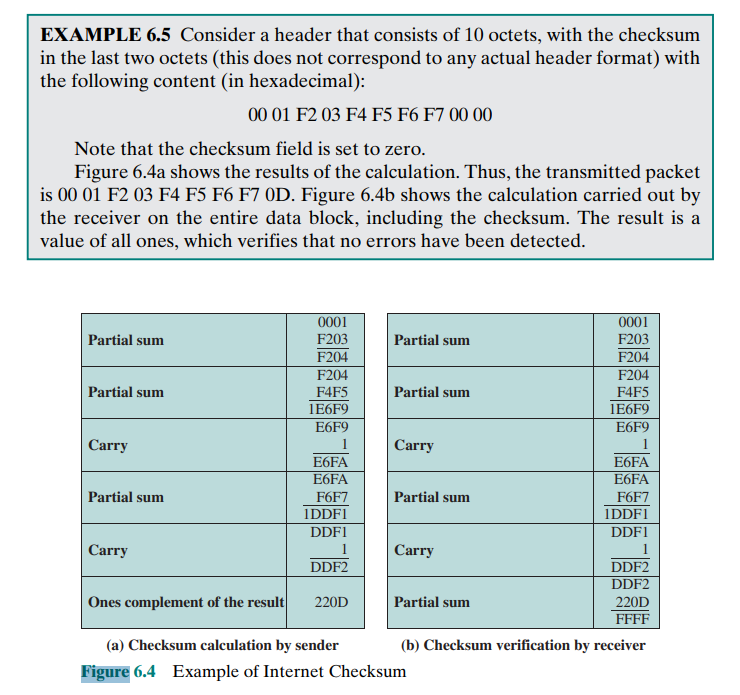 EXAMPLE 6.5 Consider a header that consists of 10 octets, with the checksum
in the last two octets (this does not correspond to any actual header format) with
the following content (in hexadecimal):
00 01 F2 03 F4 F5 F6 F7 00 00
Note that the checksum field is set to zero.
Figure 6.4a shows the results of the calculation. Thus, the transmitted packet
is 00 01 F2 03 F4 F5 F6 F7 0D. Figure 6.4b shows the calculation carried out by
the receiver on the entire data block, including the checksum. The result is a
value of all ones, which verifies that no errors have been detected.
0001
Partial sum F203
F204
F204
Partial sum F4F5
1E6F9
E6F9
Carry 1
E6FA
E6FA
Partial sum F6F7
1DDF1
DDF1
Carry 1
DDF2
Ones complement of the result 220D
(a) Checksum calculation by sender
0001
Partial sum F203
F204
F204
Partial sum F4F5
1E6F9
E6F9
Carry 1
E6FA
E6FA
Partial sum F6F7
1DDF1
DDF1
Carry 1
DDF2
DDF2
Partial sum 220D
FFFF
(b) Checksum verification by receiver
Figure 6.4 Example of Internet Checksum